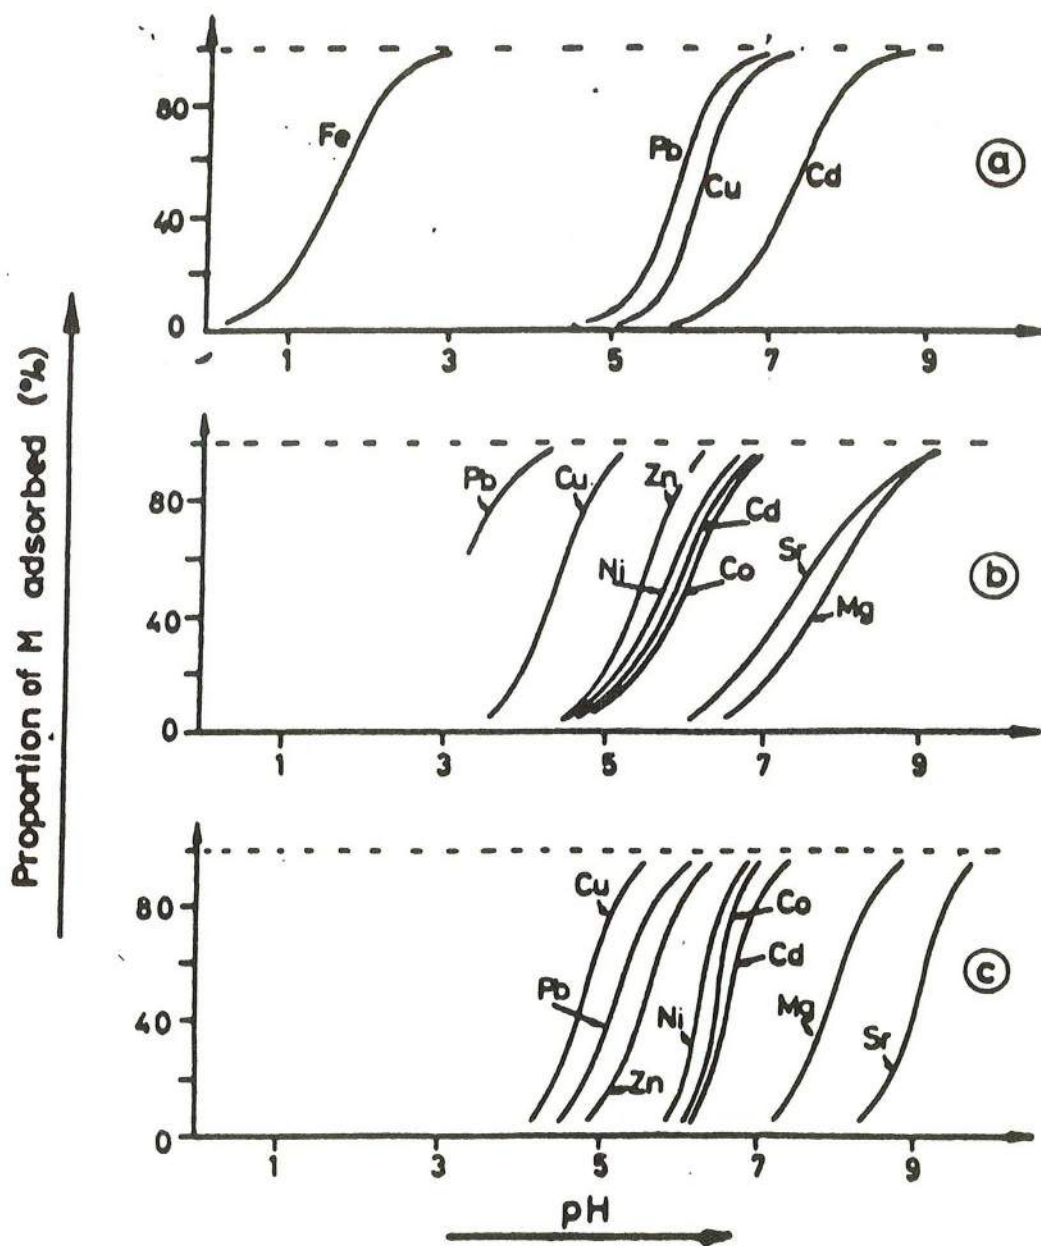 Proportion of M adsorbed (%)
80
40
0
Fe
Pb
Cu
Cd
a
1 3 5 7 9
80
40
0
Pb
Cu
Zn
Cd
Ni
Co
Sr
Mg
b
1 3 5 7 9
80
40
0
Cu
Co
Cd
Pb
Ni
Mg
Sr
Zn
c
1 3 5 7 9
pH